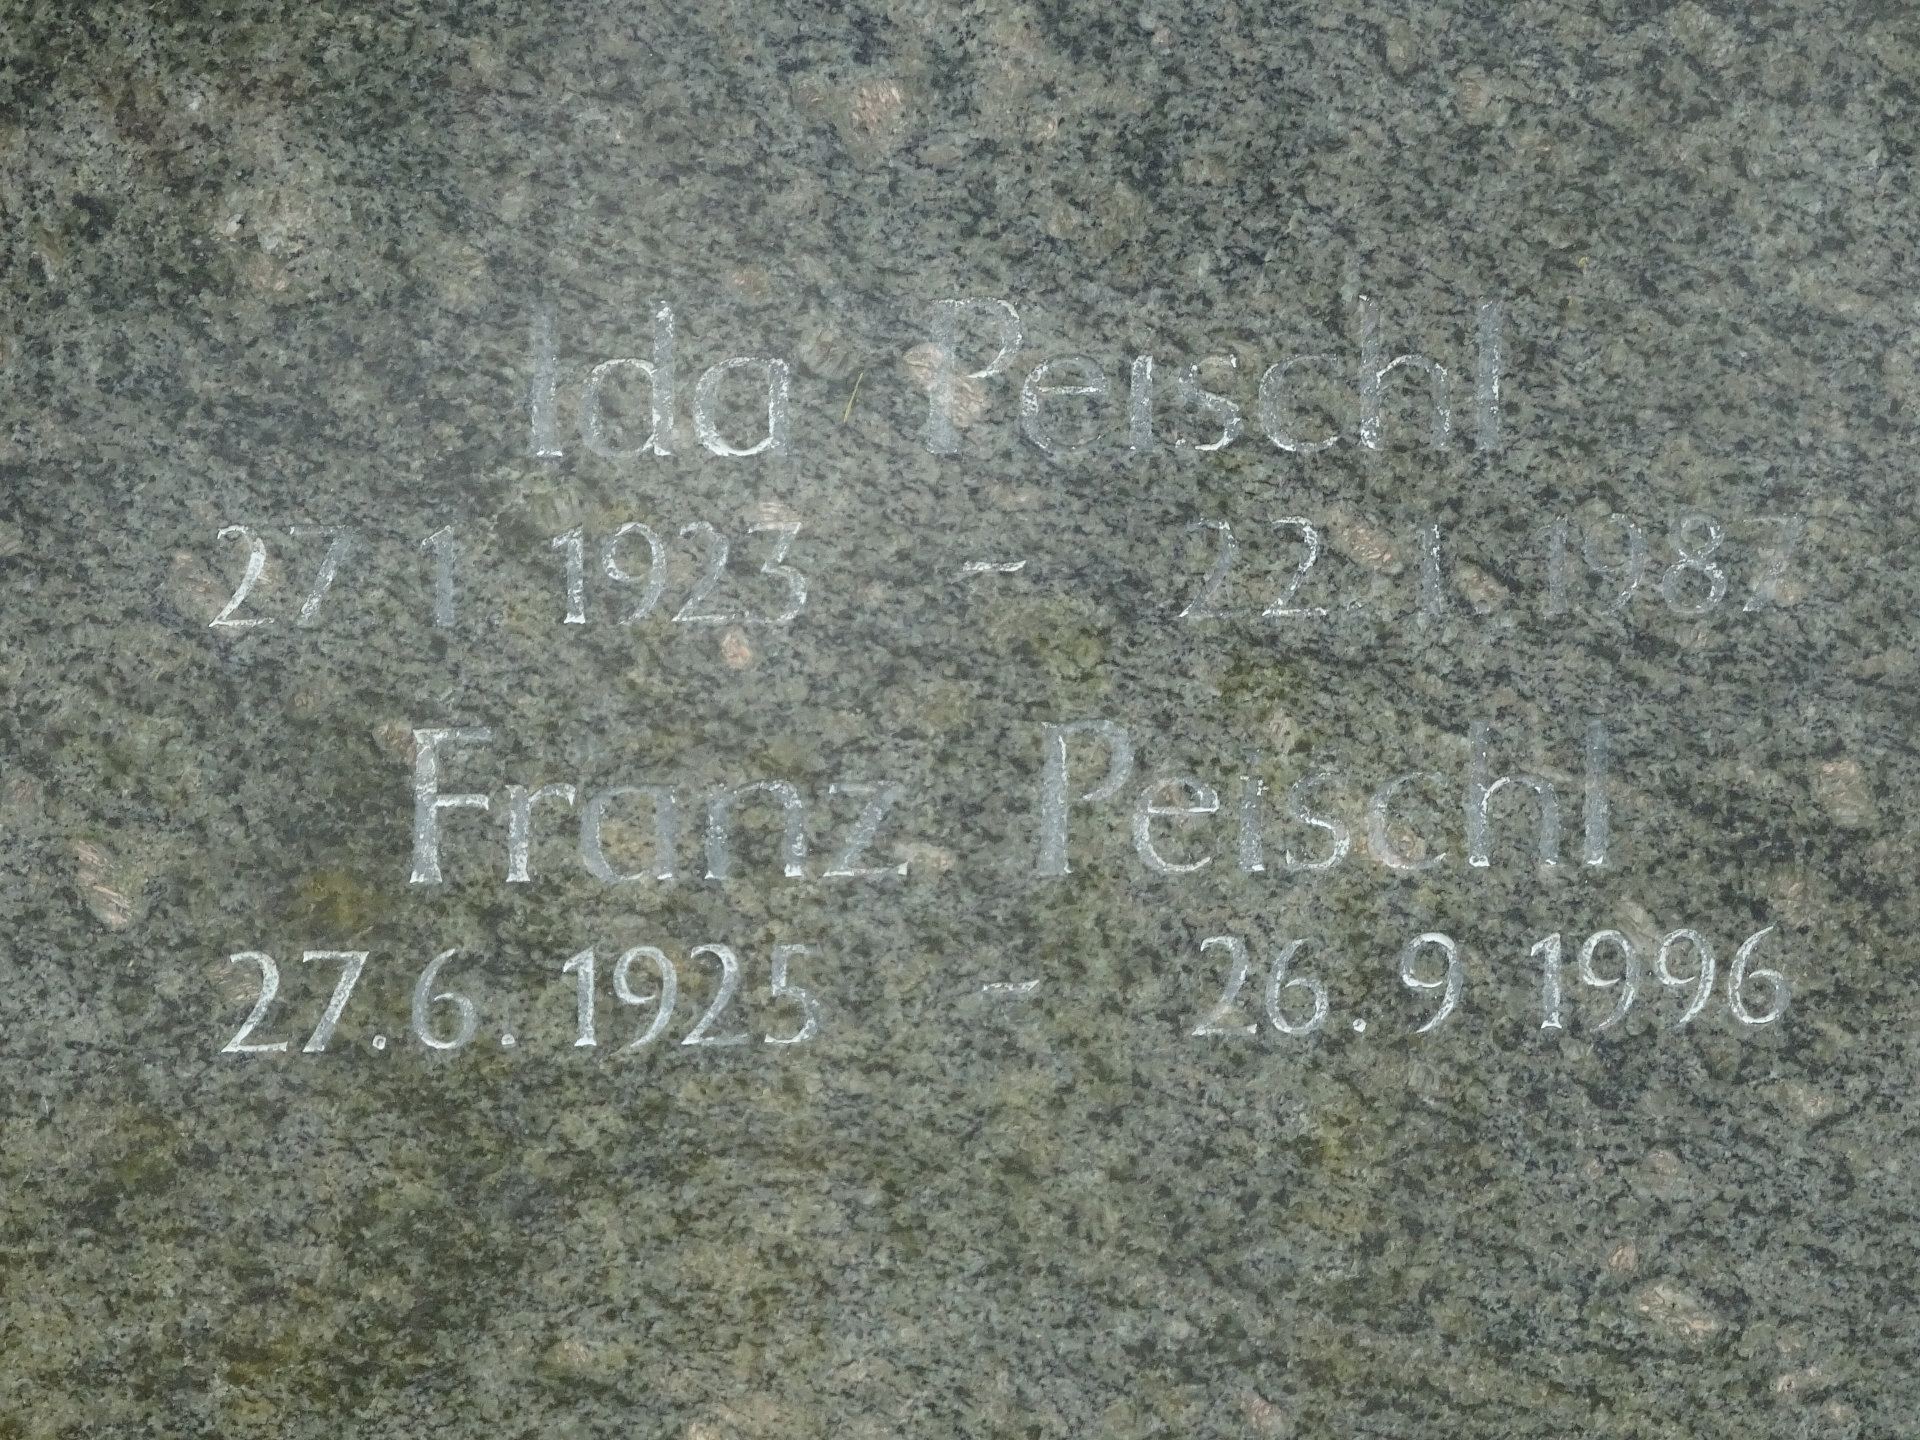 Ida Peischl
27 1 1923 - 22 1 1987
Franz Peischl
27.6.1925 - 26.9 1996